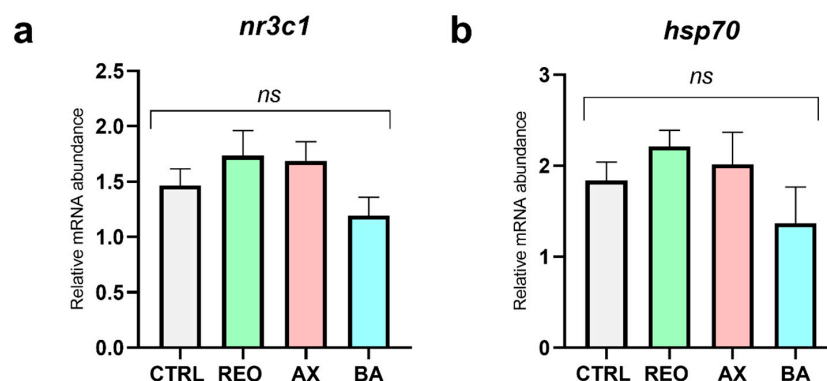 a
nr3c1
ns
Relative mRNA abundance
2.5
2.0
1.5
1.0
0.5
0.0
CTRL REO AX BA
b
hsp70
ns
Relative mRNA abundance
3
2
1
0
CTRL REO AX BA